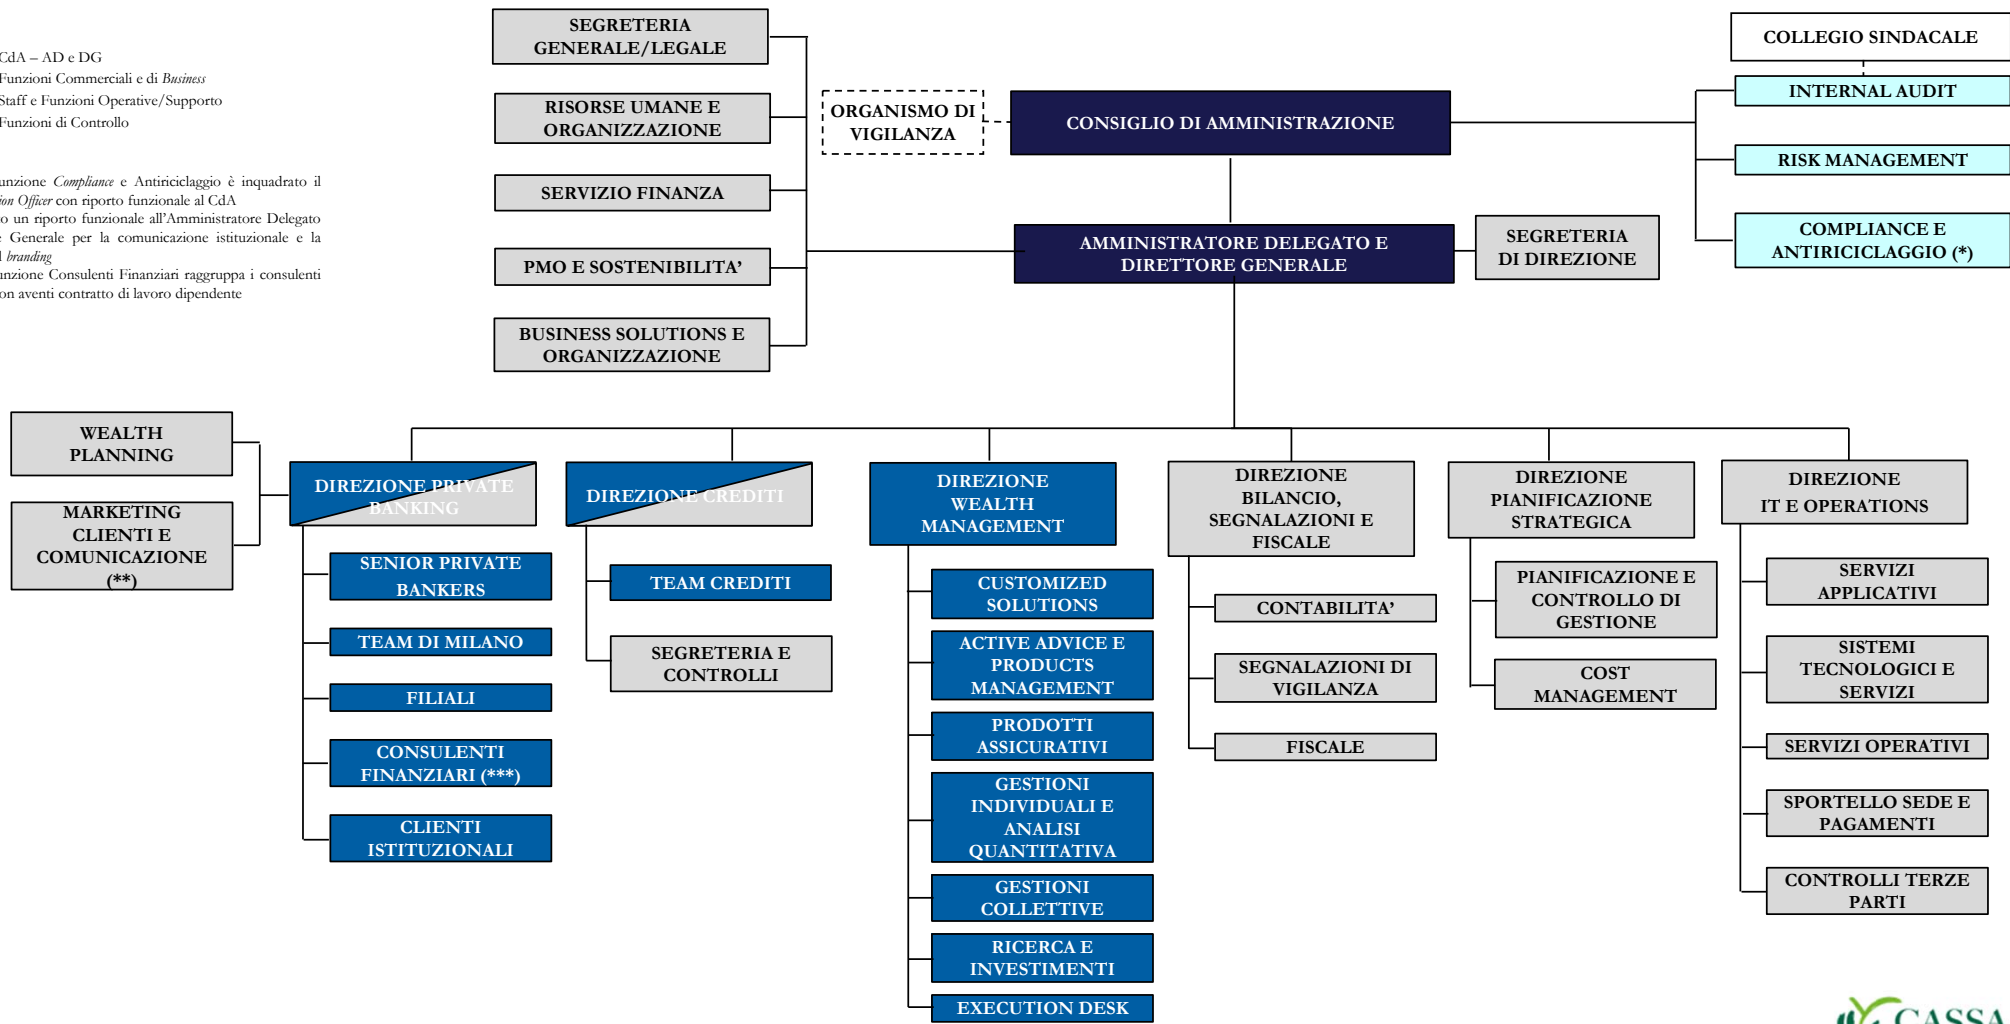 CdA – AD e DG
Funzioni Commerciali e di Business
Staff e Funzioni Operative/Supporto
Funzioni di Controllo
Compliance e Antiriciclaggio è inquadrato il
Officer con riporto funzionale al CdA
un riporto funzionale all'Amministratore Delegato
Generale per la comunicazione istituzionale e la
branding
Consulenti Finanziari raggruppa i consulenti
aventi contratto di lavoro dipendente
SEGRETERIA
GENERALE/LEGALE
RISORSE UMANE E
ORGANIZZAZIONE
SERVIZIO FINANZA
PMO E SOSTENIBILITA'
BUSINESS SOLUTIONS E
ORGANIZZAZIONE
ORGANISMO DI
VIGILANZA
CONSIGLIO DI AMMINISTRAZIONE
AMMINISTRATORE DELEGATO E
DIRETTORE GENERALE
SEGRETERIA
DI DIREZIONE
COLLEGIO SINDACALE
INTERNAL AUDIT
RISK MANAGEMENT
COMPLIANCE E
ANTIRICICLAGGIO (*)
WEALTH
PLANNING
MARKETING
CLIENTI E
COMUNICAZIONE
(**)
DIREZIONE PRIVATE
BANKING
SENIOR PRIVATE
BANKERS
TEAM DI MILANO
FILIALI
CONSULENTI
FINANZIARI (***)
CLIENTI
ISTITUZIONALI
DIREZIONE CREDITI
TEAM CREDITI
SEGRETERIA E
CONTROLLI
DIREZIONE
WEALTH
MANAGEMENT
CUSTOMIZED
SOLUTIONS
ACTIVE ADVICE E
PRODUCTS
MANAGEMENT
PRODOTTI
ASSICURATIVI
GESTIONI
INDIVIDUALI E
ANALISI
QUANTITATIVA
GESTIONI
COLLETTIVE
RICERCA E
INVESTIMENTI
EXECUTION DESK
DIREZIONE
BILANCIO,
SEGNALAZIONI E
FISCALE
CONTABILITA'
SEGNALAZIONI DI
VIGILANZA
FISCALE
DIREZIONE
PIANIFICAZIONE
STRATEGICA
PIANIFICAZIONE E
CONTROLLO DI
GESTIONE
COST
MANAGEMENT
DIREZIONE
IT E OPERATIONS
SERVIZI
APPLICATIVI
SISTEMI
TECNOLOGICI E
SERVIZI
SERVIZI OPERATIVI
SPORTELLO SEDE E
PAGAMENTI
CONTROLLI TERZE
PARTI
CASSA